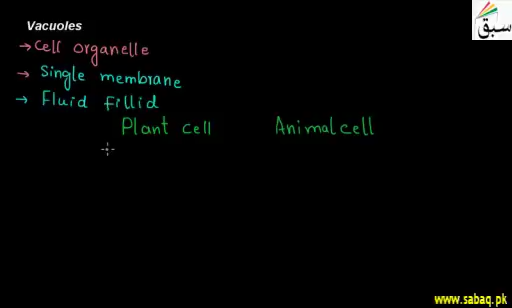 Vacuoles
سبق
→ Cell organelle
→ Single membrane
→ Fluid fillid
Plant cell Animal cell
www.sabaq.pk